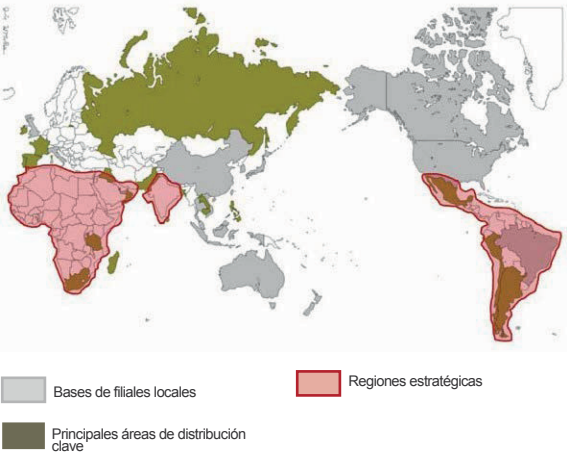 Bases de filiales locales
Regiones estratégicas
Principales áreas de distribución
clave